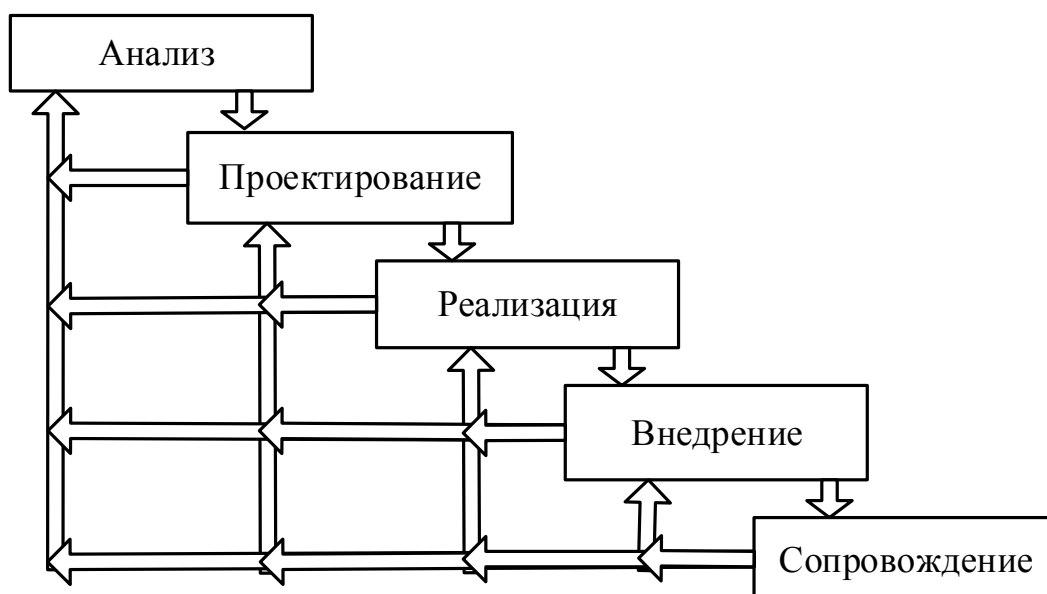 Анализ
Проектирование
Реализация
Внедрение
Сопровождение